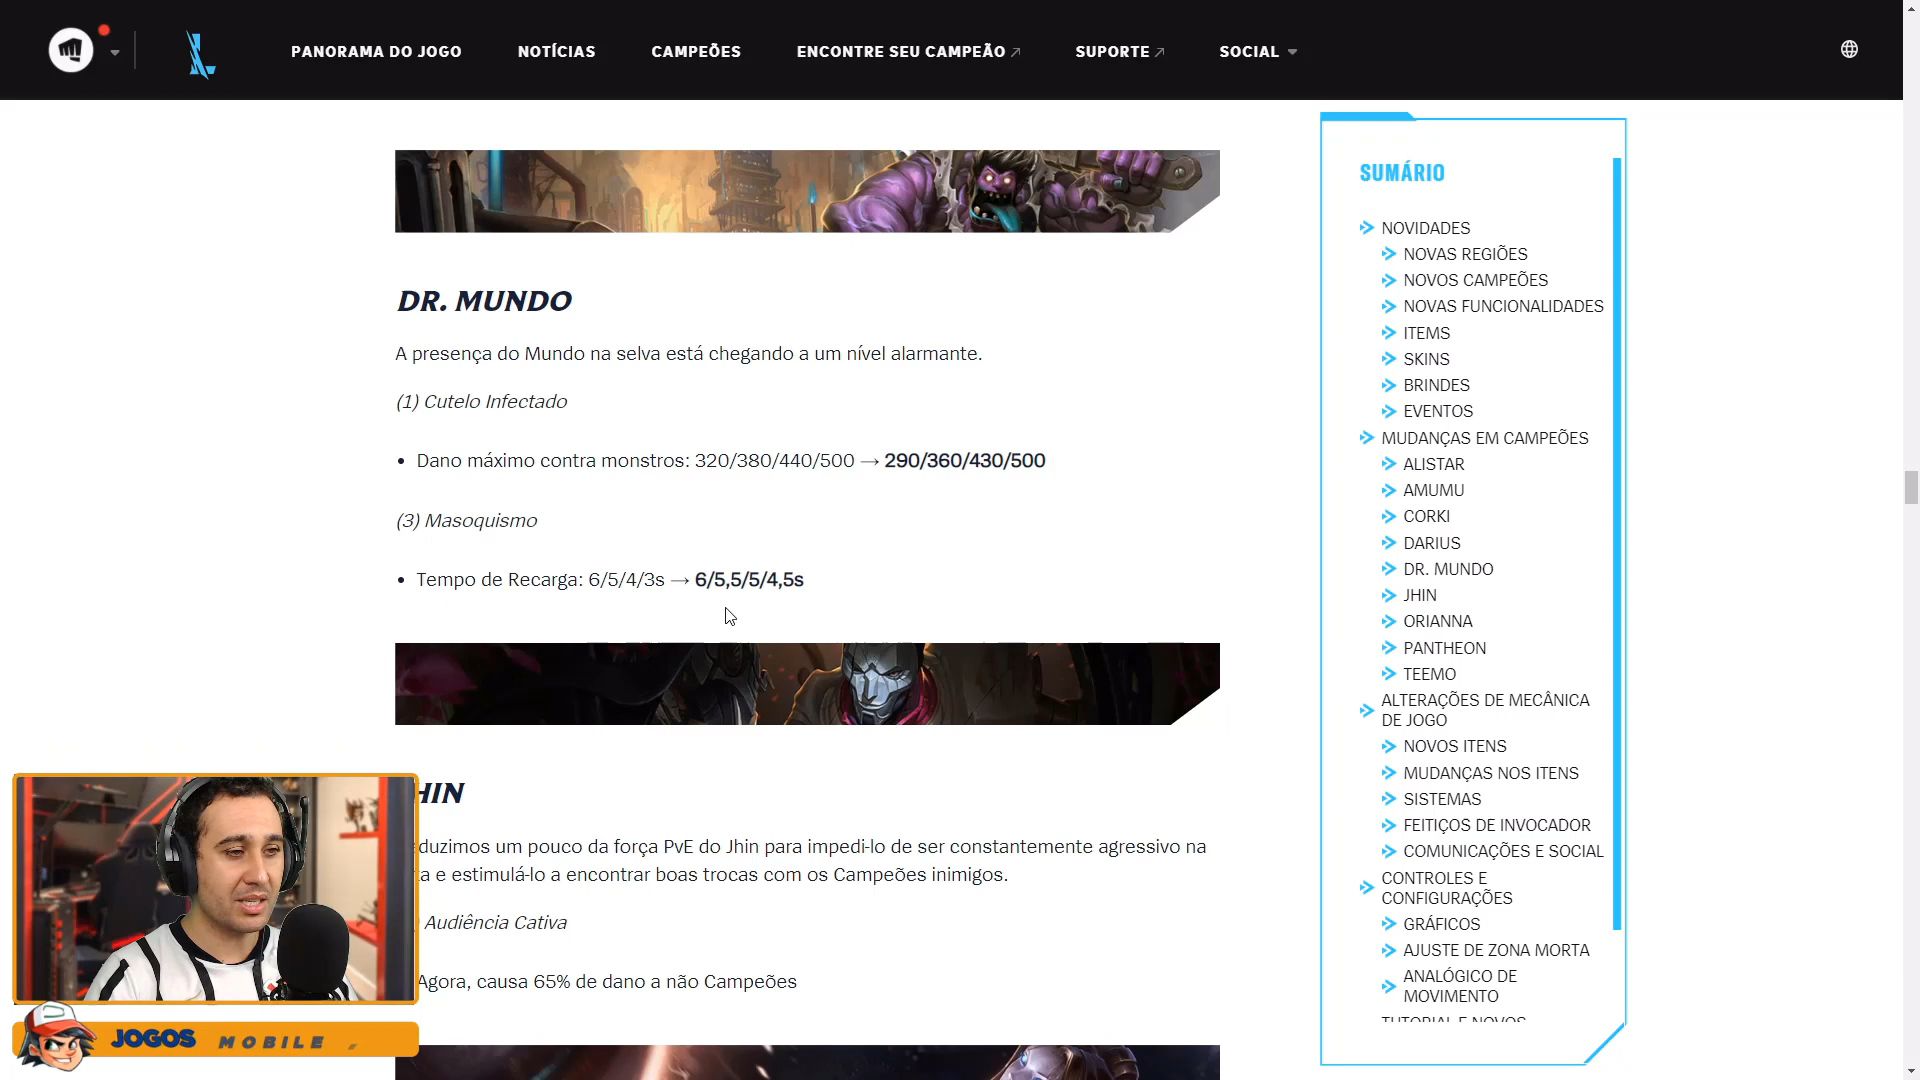 PANORAMA DO JOGO NOTÍCIAS CAMPEÕES ENCONTRE SEU CAMPEÃO SUPORTE SOCIAL
DR. MUNDO
A presença do Mundo na selva está chegando a um nível alarmante.
(1) Cutelo Infectado
• Dano máximo contra monstros: 320/380/440/500 → 290/360/430/500
(3) Masoquismo
• Tempo de Recarga: 6/5/4/3s → 6/5,5/5/4,5s
HIN
duzimos um pouco da força PvE do Jhin para impedi-lo de ser constantemente agressivo na
ta e estimulá-lo a encontrar boas trocas com os Campeões inimigos.
Audiência Cativa
Agora, causa 65% de dano a não Campeões
SUMÁRIO
NOVIDADES
NOVAS REGIÕES
NOVOS CAMPEÕES
NOVAS FUNCIONALIDADES
ITEMS
SKINS
BRINDES
EVENTOS
MUDANÇAS EM CAMPEÕES
ALISTAR
AMUMU
CORKI
DARIUS
DR. MUNDO
JHIN
ORIANNA
PANTHEON
TEEMO
ALTERAÇÕES DE MECÂNICA
DE JOGO
NOVOS ITENS
MUDANÇAS NOS ITENS
SISTEMAS
FEITIÇOS DE INVOCADOR
COMUNICAÇÕES E SOCIAL
CONTROLES E
CONFIGURAÇÕES
GRÁFICOS
AJUSTE DE ZONA MORTA
ANALÓGICO DE
MOVIMENTO
TUTORIAL E NOVOS
JOGOS MOBILE